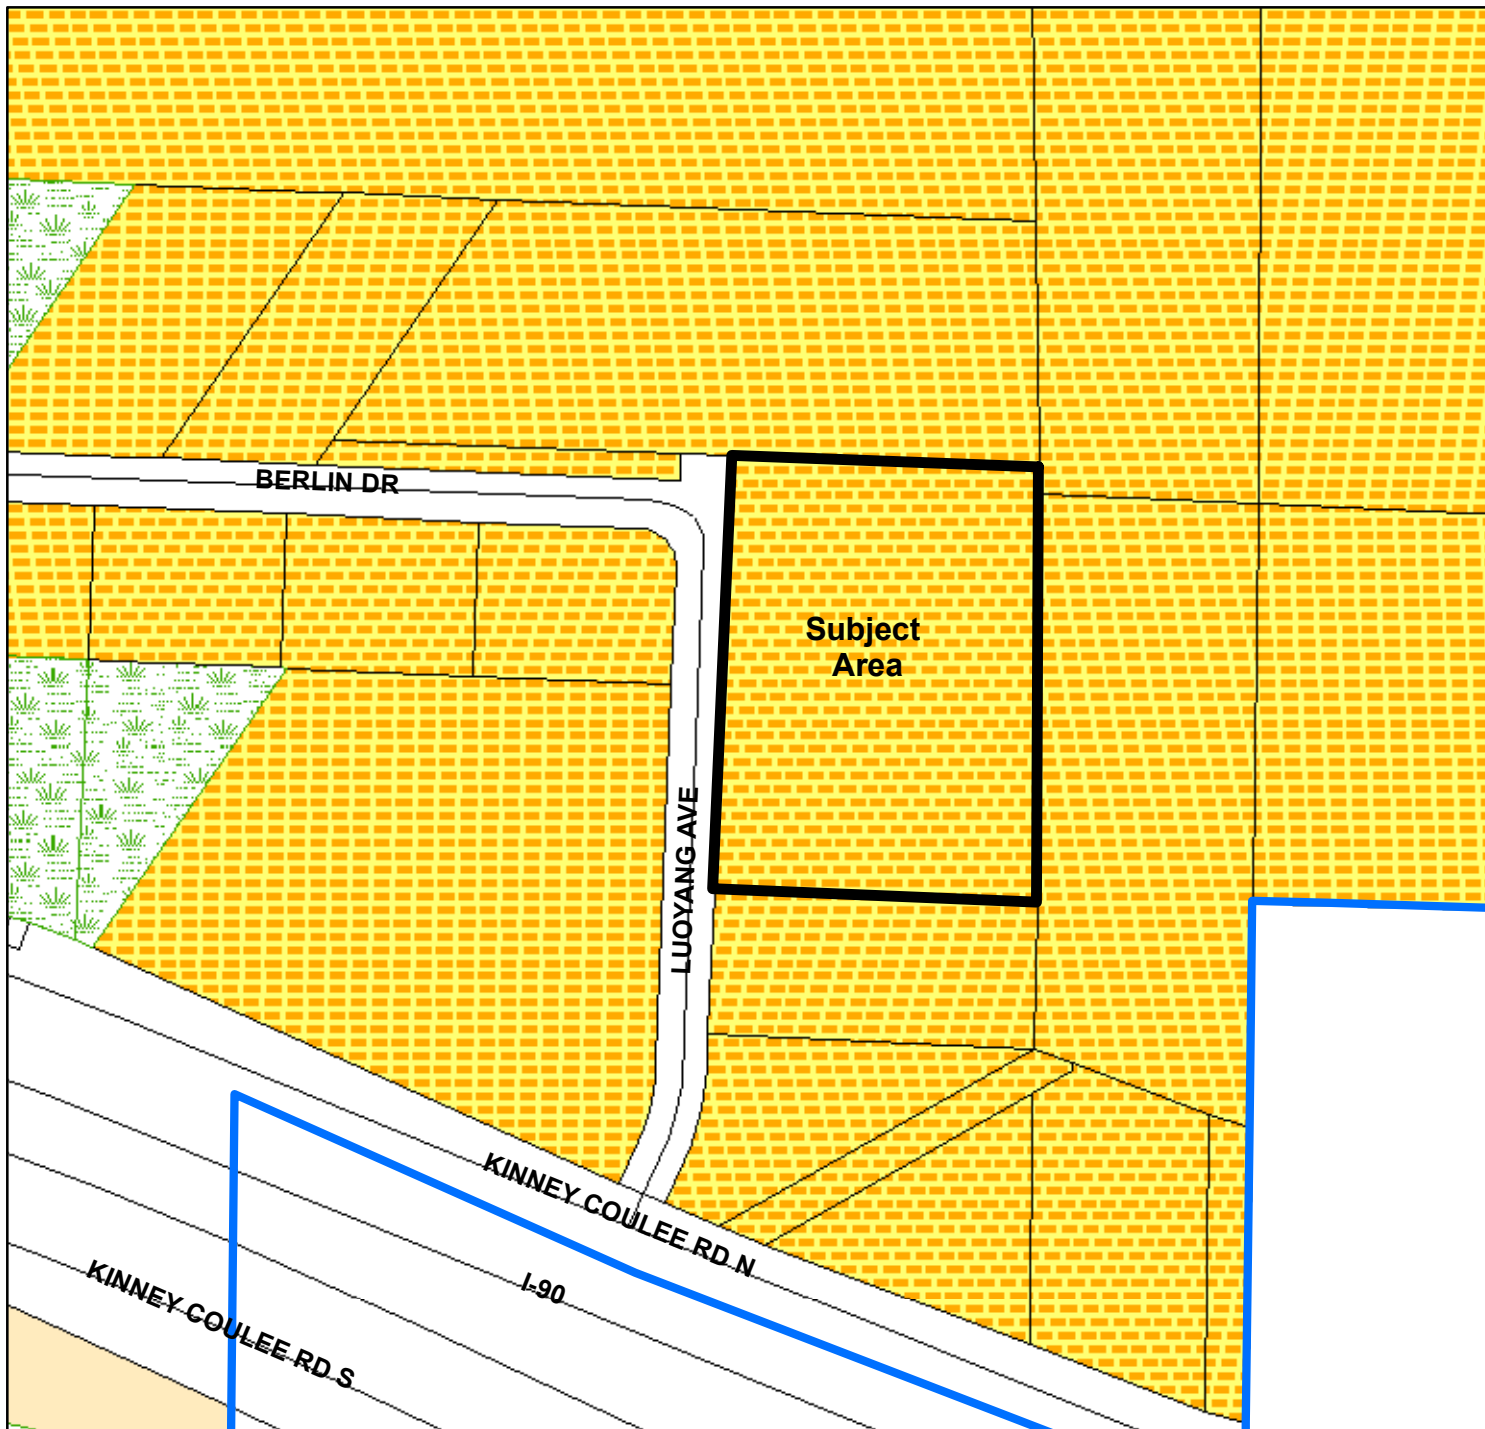 BERLIN DR
Subject
Area
LUOYANG AVE
KINNEY COULEE RD N
I-90
KINNEY COULEE RD S